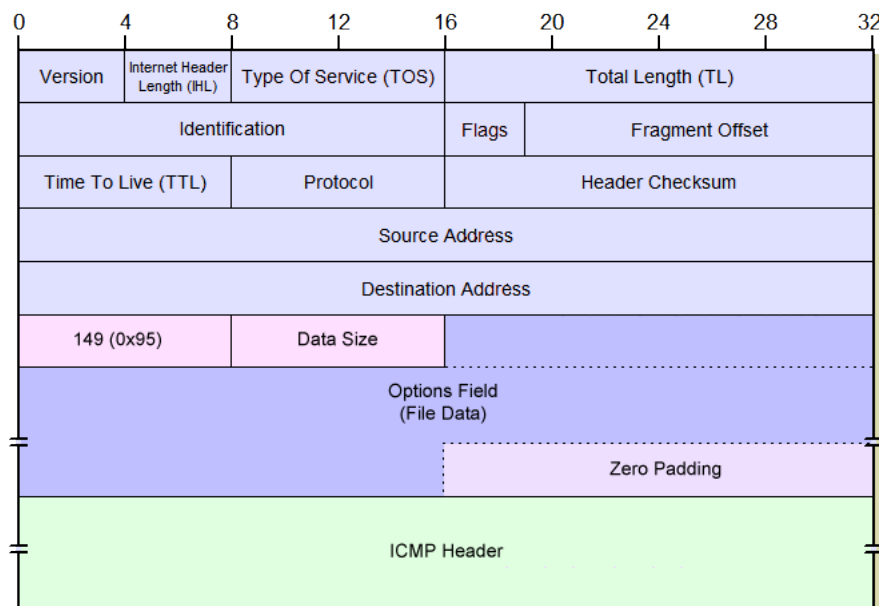 0 4 8 12 16 20 24 28 32
Version
Internet Header
Length (IHL)
Type Of Service (TOS)
Total Length (TL)
Identification
Flags
Fragment Offset
Time To Live (TTL)
Protocol
Header Checksum
Source Address
Destination Address
149 (0x95)
Data Size
Options Field
(File Data)
Zero Padding
ICMP Header